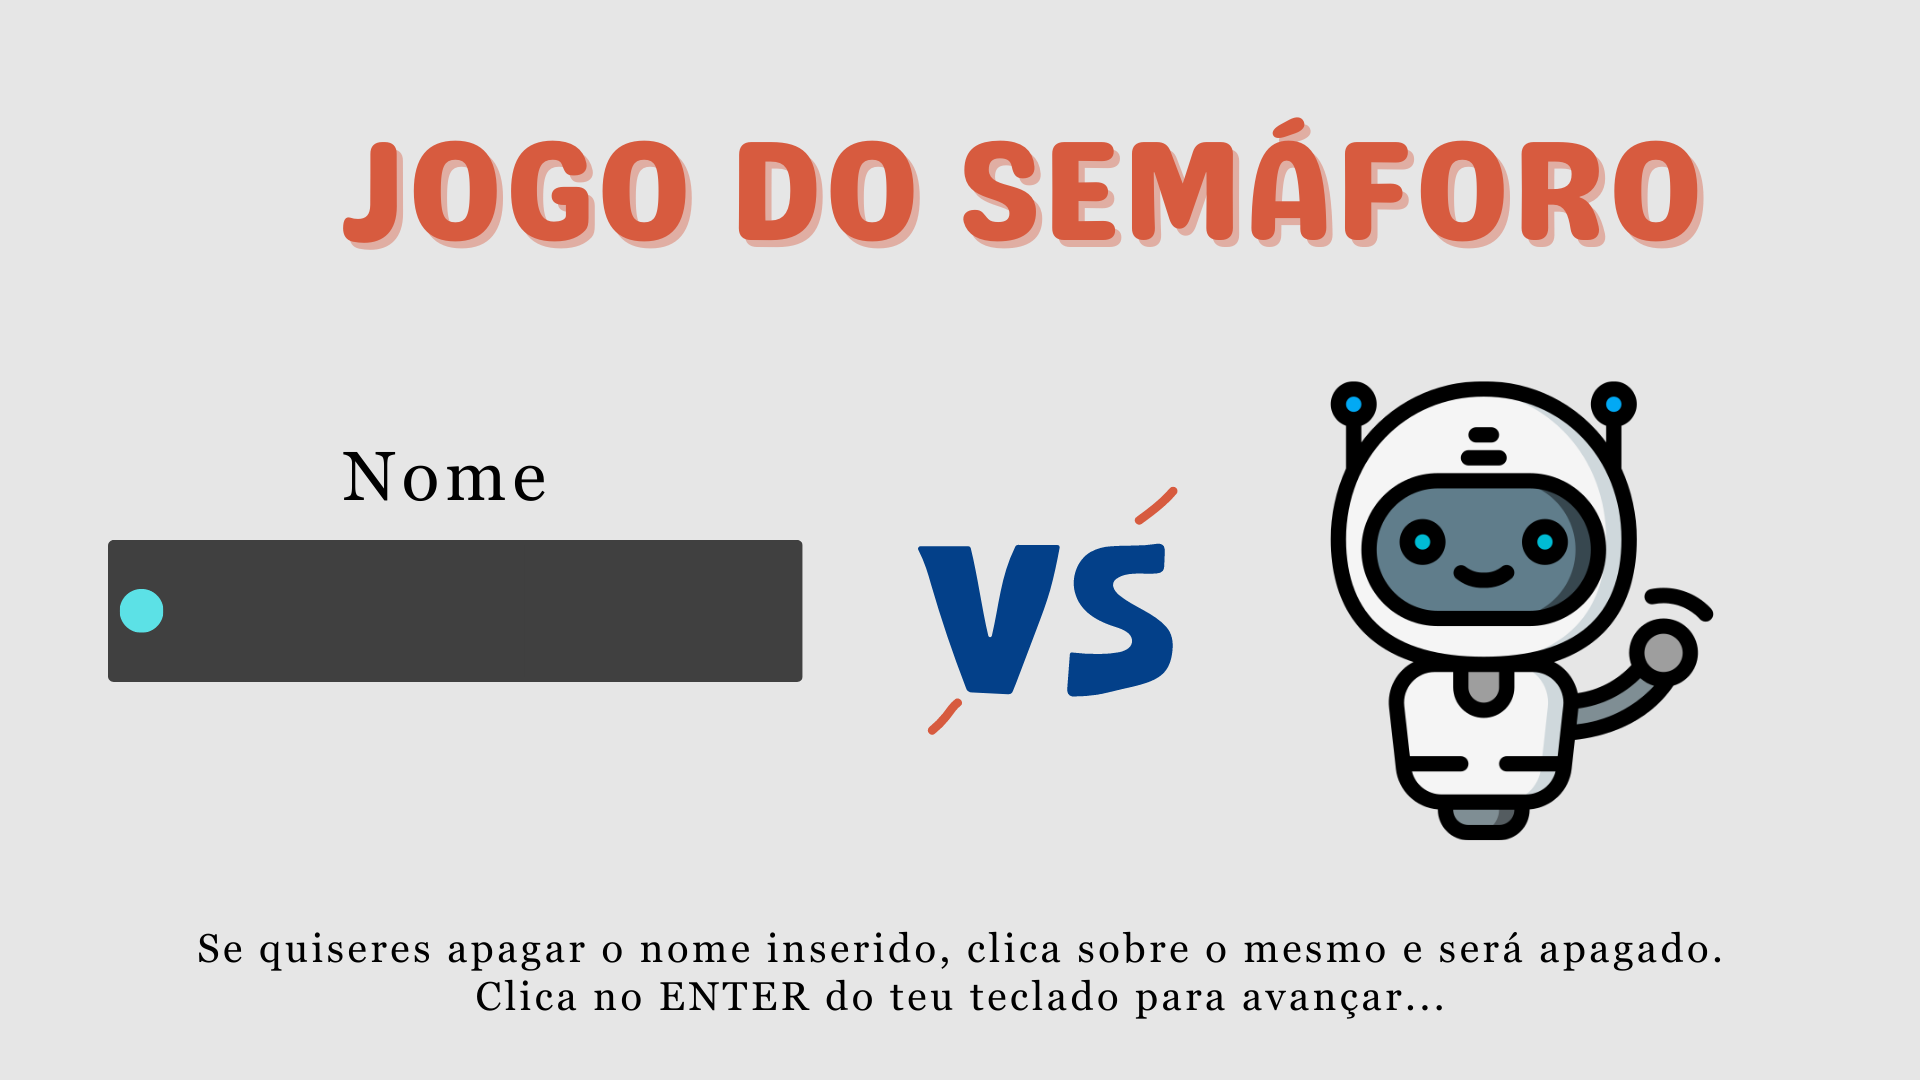 JOGO DO SEMÁFORO
Nome
VS
Se quiseres apagar o nome inserido, clica sobre o mesmo e será apagado.
Clica no ENTER do teu teclado para avançar...